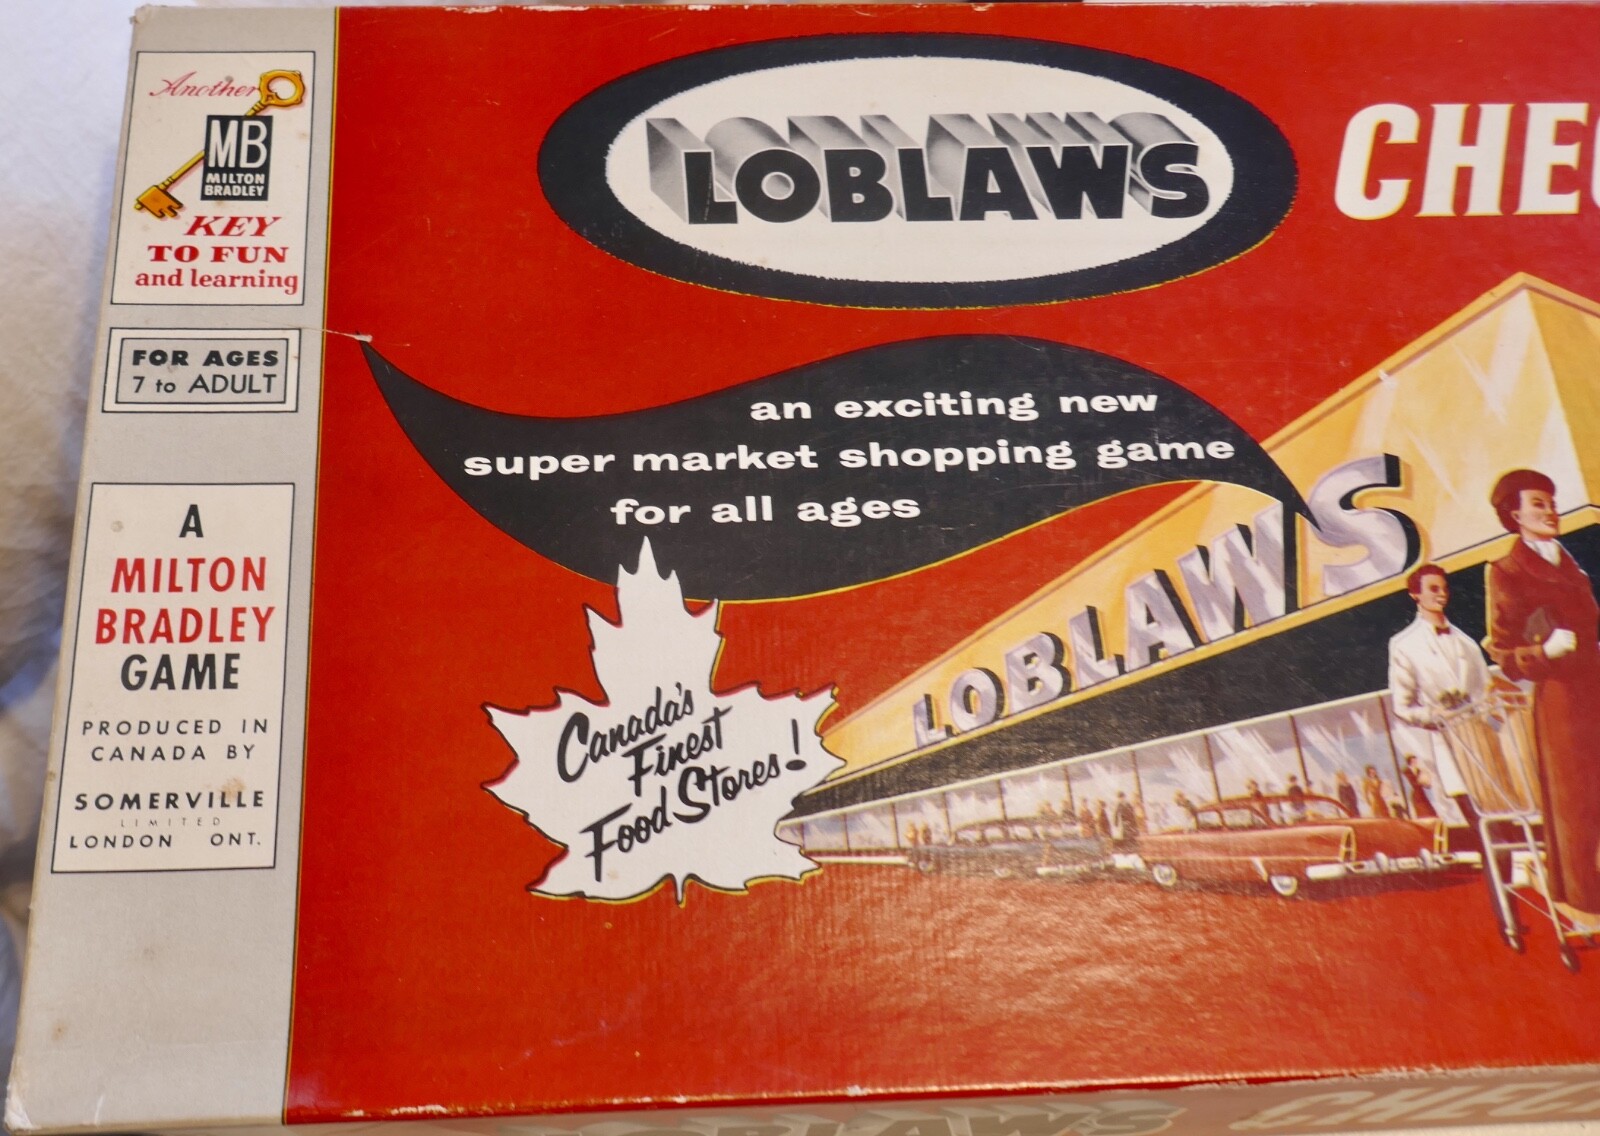 Another
MB
MILTON
BRADLEY
KEY
TO FUN
and learning
FOR AGES
7 to ADULT
A
MILTON
BRADLEY
GAME
PRODUCED IN
CANADA BY
SOMERVILLE
LIMITED
LONDON ONT.
LOBLAWS
an exciting new
super market shopping game
for all ages
Canada's
Finest
Food Stores!
LOBLAWS
LOBLAWS